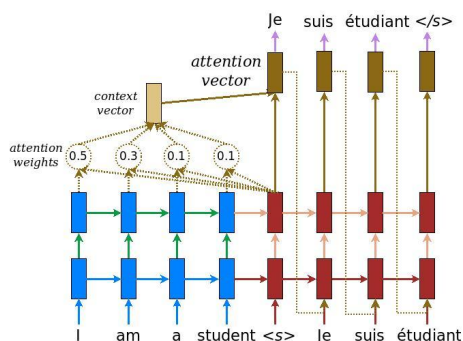 Je suis étudiant </s>
attention
vector
context
vector
attention
weights
0.5 0.3 0.1 0.1
I am a student <s> Je suis étudiant